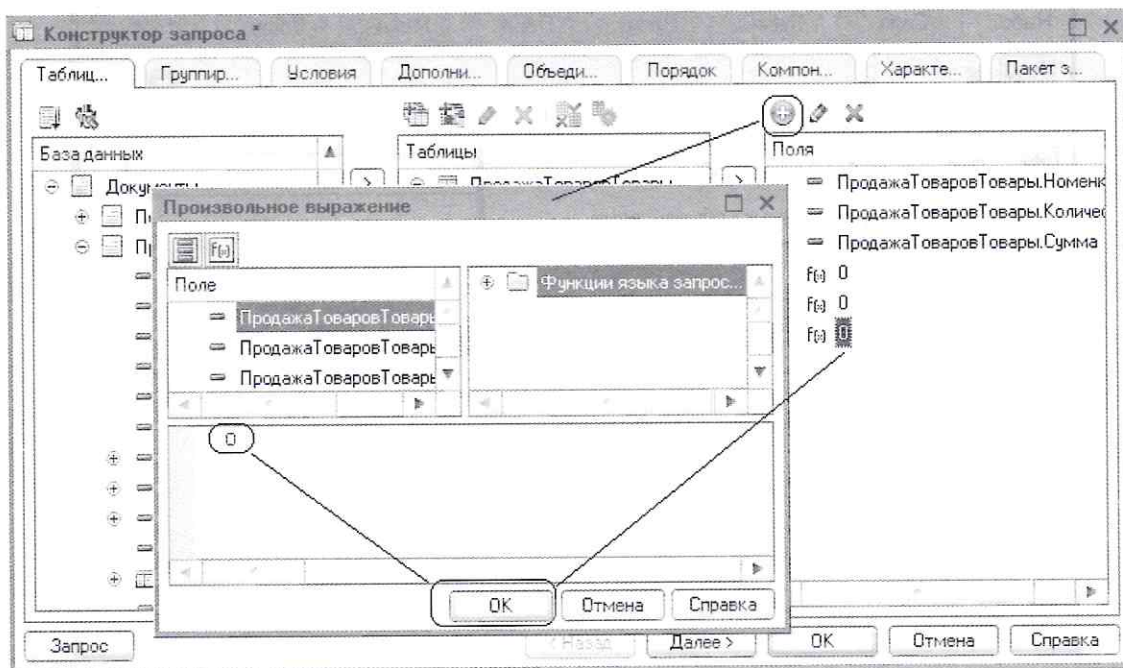 Конструктор запроса *
Таблиц... Группир... Условия Дополни... Объеди... Порядок Компон... Характе... Пакет з...
База данных Таблицы Поля
Документы ПродажаТоваровТовары ПродажаТоваровТовары.Номенк
П ПродажаТоваровТовары.Количес
Пр ПродажаТоваровТовары.Сумма
Произвольное выражение
f(x) 0
f(x) 0
f(x) 0
f(x)
Поле Функции языка запрос...
ПродажаТоваровТовары
ПродажаТоваровТовары
ПродажаТоваровТовары
0
OK Отмена Справка
Запрос < Назад Далее > OK Отмена Справка